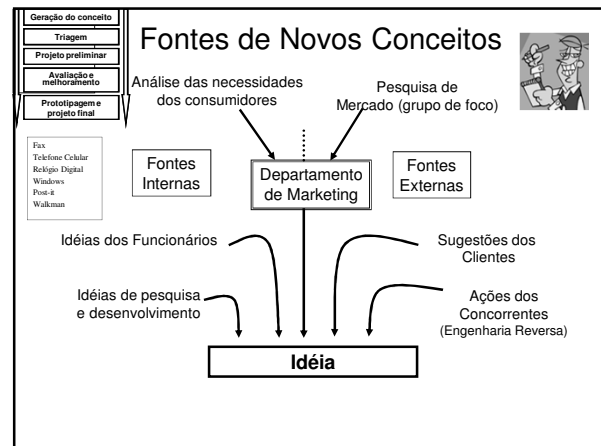 Geração do conceito
Triagem
Projeto preliminar
Avaliação e
melhoramento
Prototipagem e
projeto final
Fontes de Novos Conceitos
Análise das necessidades
dos consumidores
Pesquisa de
Mercado (grupo de foco)
Fax
Telefone Celular
Relógio Digital
Windows
Post-it
Walkman
Fontes
Internas
Departamento
de Marketing
Fontes
Externas
Idéias dos Funcionários
Sugestões dos
Clientes
Idéias de pesquisa
e desenvolvimento
Ações dos
Concorrentes
(Engenharia Reversa)
Idéia